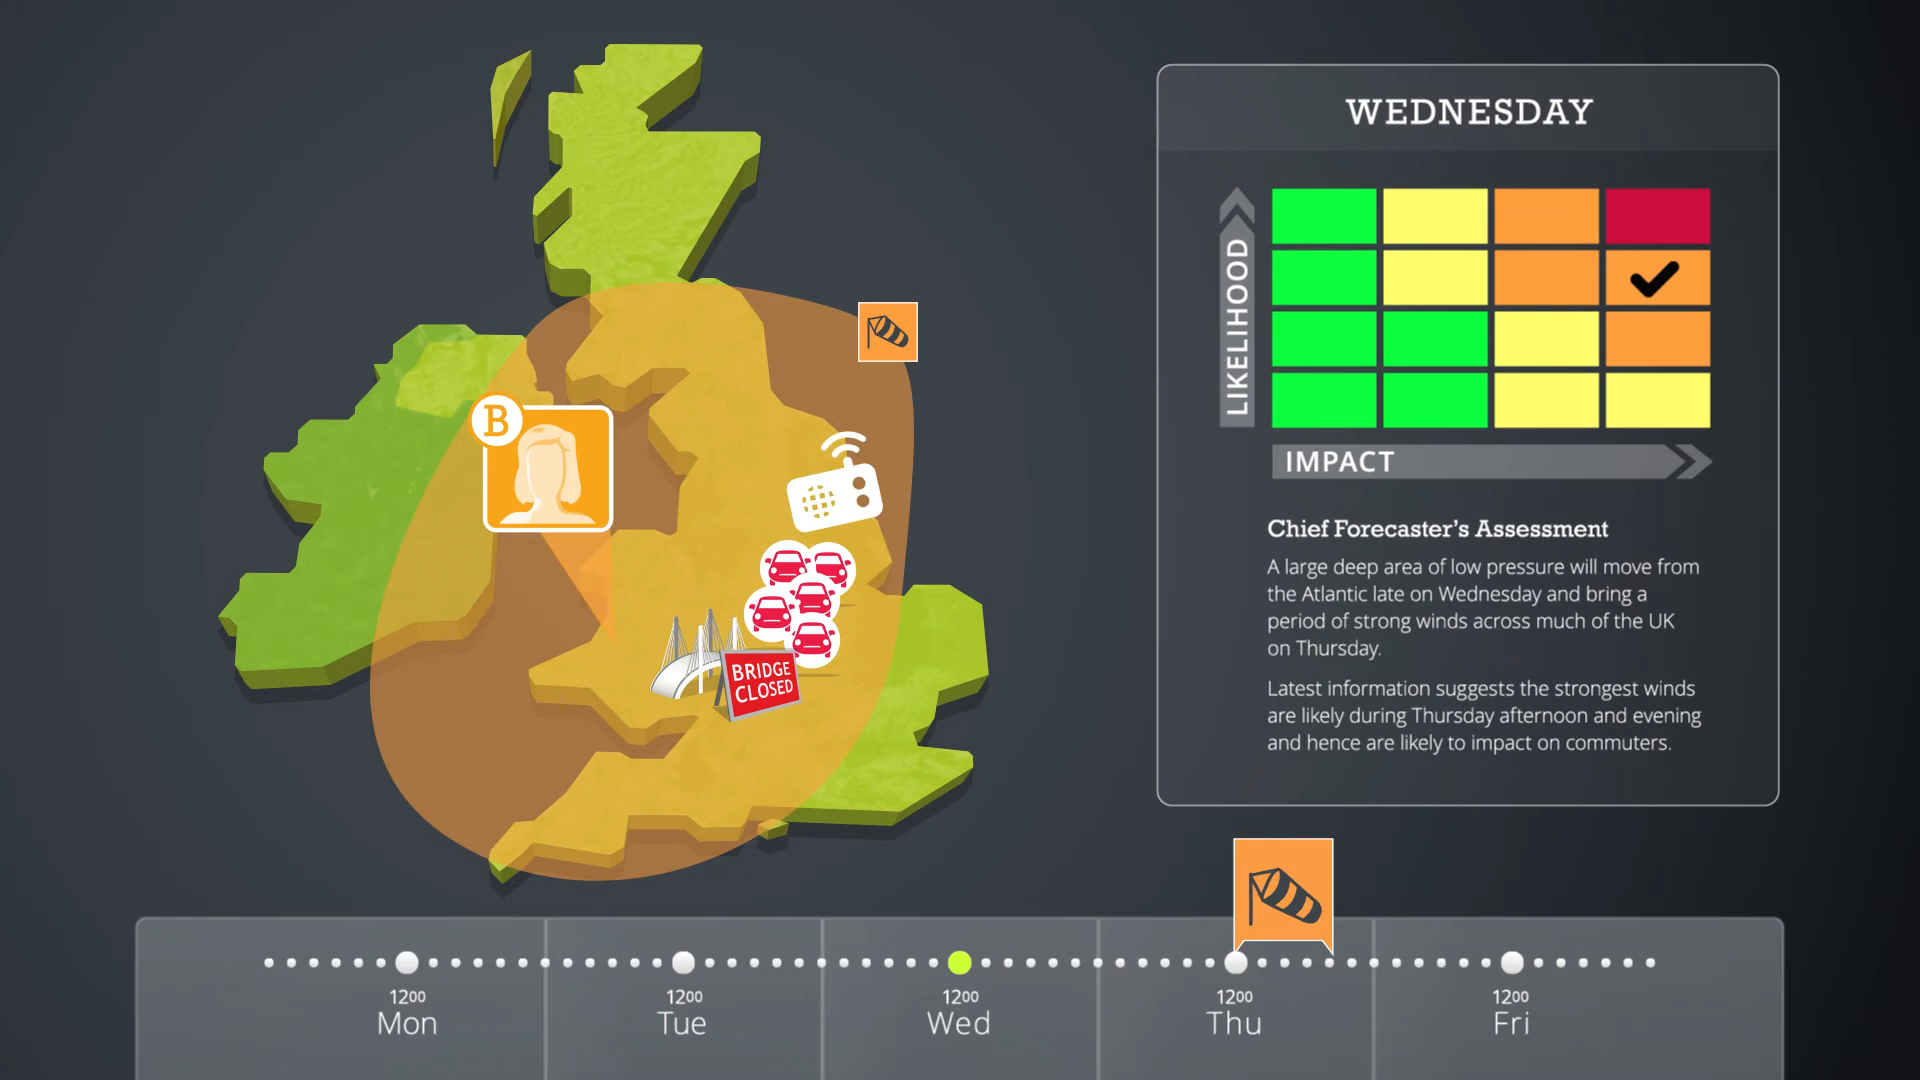 WEDNESDAY
LIKELIHOOD
IMPACT
Chief Forecaster's Assessment
A large deep area of low pressure will move from
the Atlantic late on Wednesday and bring a
period of strong winds across much of the UK
on Thursday.
Latest information suggests the strongest winds
are likely during Thursday afternoon and evening
and hence are likely to impact on commuters.
B
BRIDGE
CLOSED
1200 1200 1200 1200 1200
Mon Tue Wed Thu Fri